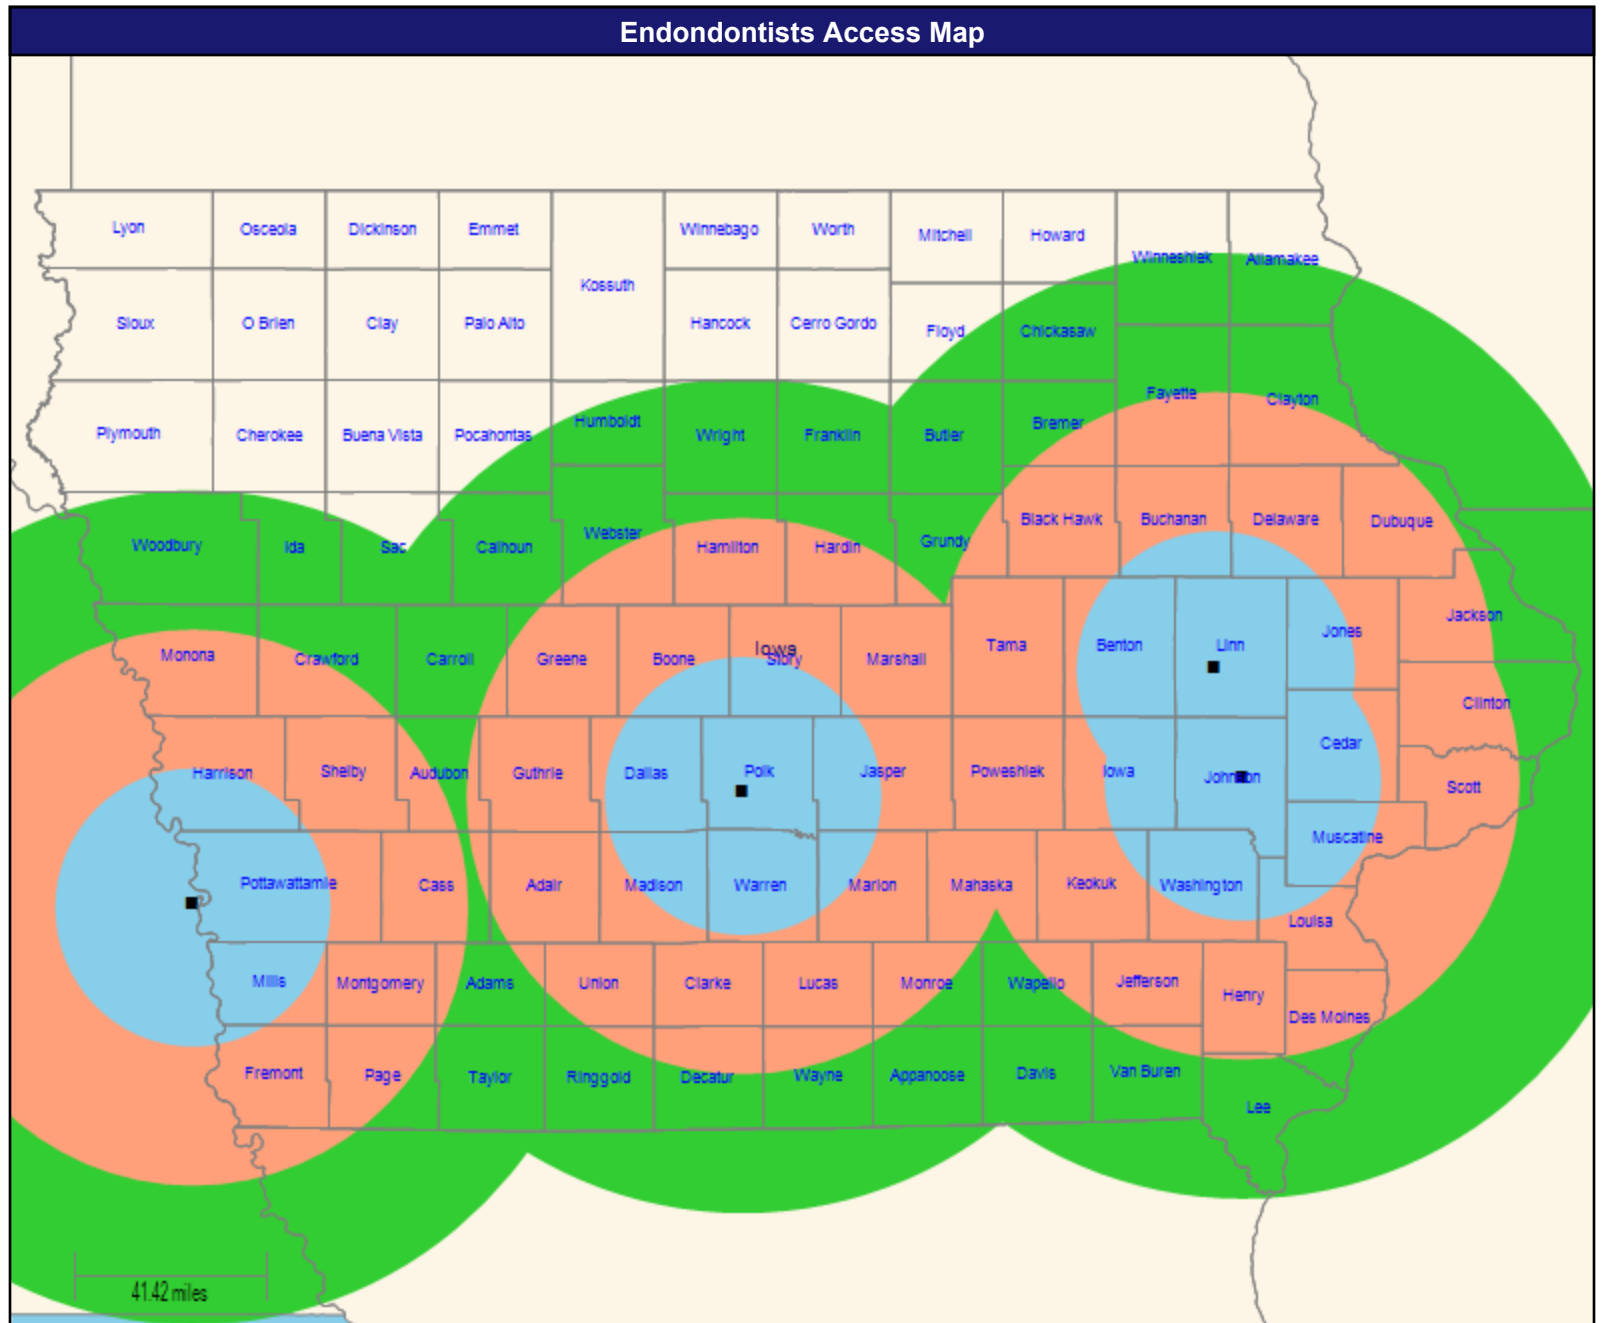 Endondontists Access Map
Lyon
Osceola
Dickinson
Emmet
Winnebago
Worth
Mitchell
Howard
Winneshiek
Allamakee
Kossuth
Sioux
O Brien
Clay
Palo Alto
Hancock
Cerro Gordo
Floyd
Chickasaw
Fayette
Clayton
Plymouth
Cherokee
Buena Vista
Pocahontas
Humboldt
Wright
Franklin
Butler
Bremer
Woodbury
Ida
Sac
Calhoun
Webster
Hamilton
Hardin
Grundy
Black Hawk
Buchanan
Delaware
Dubuque
Monona
Crawford
Carroll
Greene
Boone
Iowa
Story
Marshall
Tama
Benton
Linn
Jones
Jackson
Clinton
Harrison
Shelby
Audubon
Guthrie
Dallas
Polk
Jasper
Poweshiek
Iowa
Johnson
Cedar
Scott
Muscatine
Pottawattamie
Cass
Adair
Madison
Warren
Marion
Mahaska
Keokuk
Washington
Louisa
Mills
Montgomery
Adams
Union
Clarke
Lucas
Monroe
Wapello
Jefferson
Henry
Des Moines
Fremont
Page
Taylor
Ringgold
Decatur
Wayne
Appanoose
Davis
Van Buren
Lee
41.42 miles